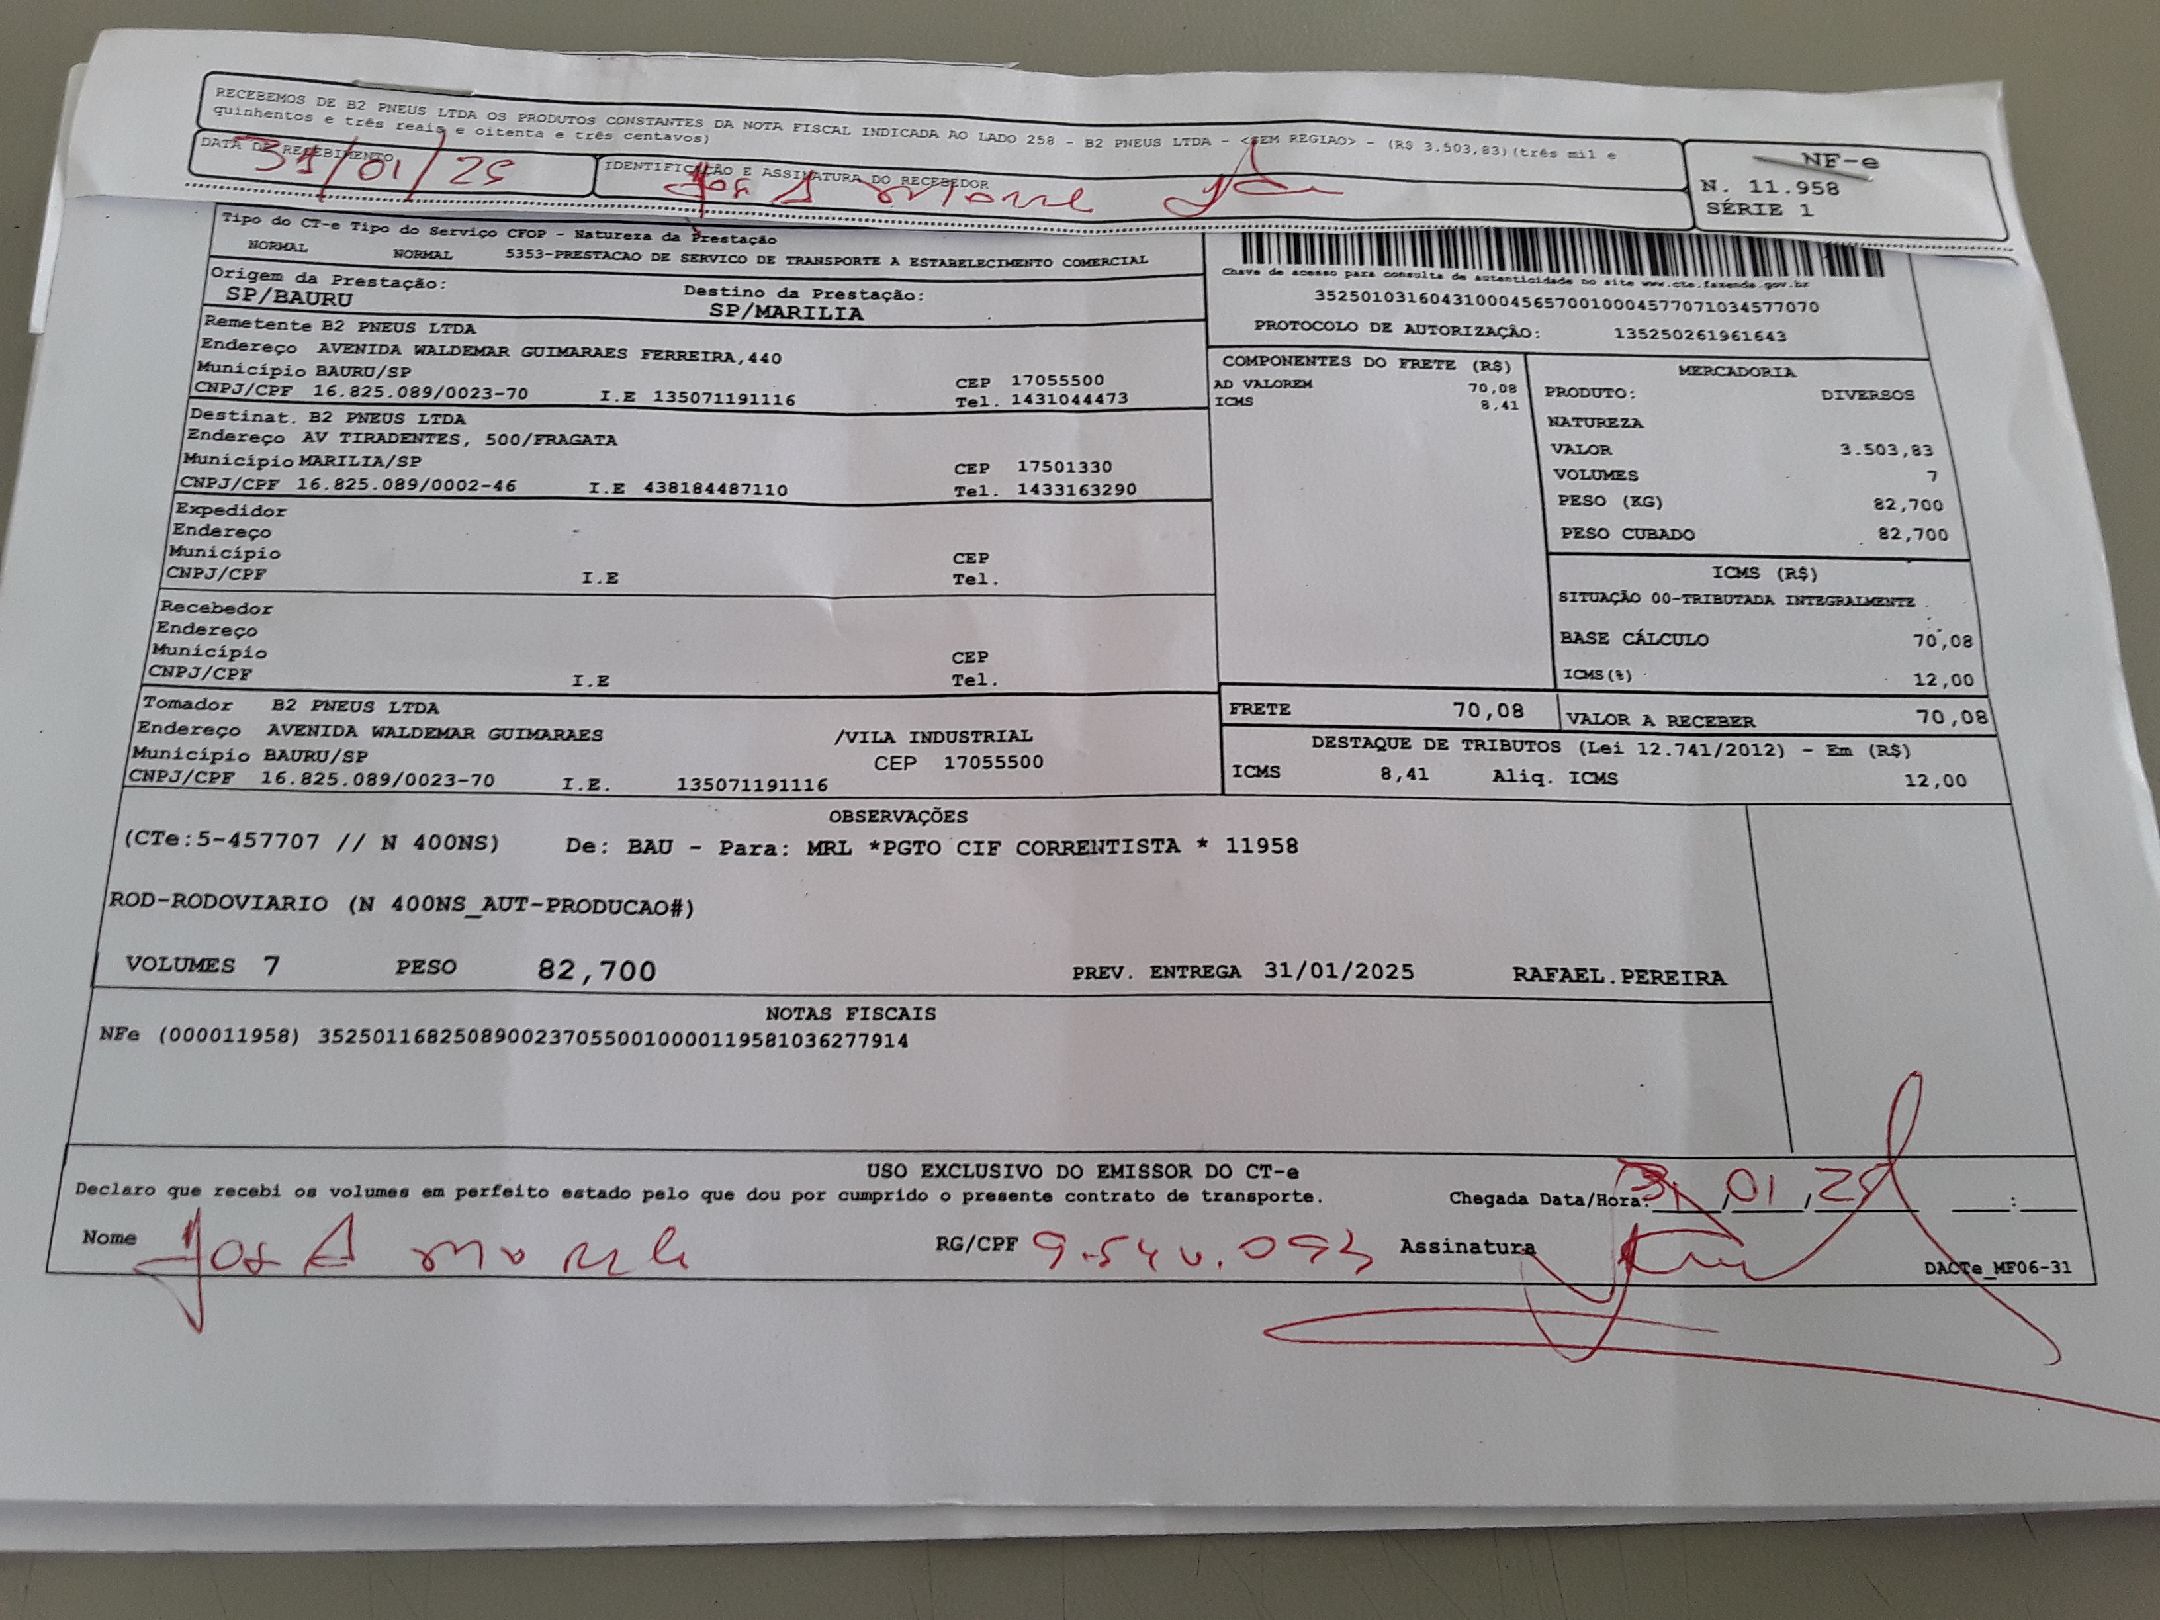 RECEBEMOS DE B2 PNEUS LTDA OS PRODUTOS CONSTANTES DA NOTA FISCAL INDICADA AO LADO 258 - B2 PNEUS LTDA - <SEM REGIAO> - (R$ 3.503,83)(três mil e
quinhentos e três reais e oitenta e três centavos)
DATA DE RECEBIMENTO
31/01/25
IDENTIFICAÇÃO E ASSINATURA DO RECEBEDOR
NF-e
N. 11.958
SÉRIE 1
Tipo do CT-e Tipo do Serviço CFOP - Natureza da Prestação
NORMAL NORMAL 5353-PRESTACAO DE SERVICO DE TRANSPORTE A ESTABELECIMENTO COMERCIAL
Origem da Prestação: Destino da Prestação:
SP/BAURU SP/MARILIA
Remetente B2 PNEUS LTDA
Endereço AVENIDA WALDEMAR GUIMARAES FERREIRA,440
Município BAURU/SP CEP 17055500
CNPJ/CPF 16.825.089/0023-70 I.E 135071191116 Tel. 1431044473
Destinat. B2 PNEUS LTDA
Endereço AV TIRADENTES, 500/FRAGATA
Município MARILIA/SP CEP 17501330
CNPJ/CPF 16.825.089/0002-46 I.E 438184487110 Tel. 1433163290
Expedidor
Endereço
Município CEP
CNPJ/CPF I.E Tel.
Recebedor
Endereço
Município CEP
CNPJ/CPF I.E Tel.
Tomador B2 PNEUS LTDA
Endereço AVENIDA WALDEMAR GUIMARAES /VILA INDUSTRIAL
Município BAURU/SP CEP 17055500
CNPJ/CPF 16.825.089/0023-70 I.E. 135071191116
Chave de acesso para consulta de autenticidade no site www.cte.fazenda.gov.br
35250103160431000456570010004577071034577070
PROTOCOLO DE AUTORIZAÇÃO: 135250261961643
COMPONENTES DO FRETE (R$)
AD VALOREM 70,08
ICMS 8,41
MERCADORIA
PRODUTO: DIVERSOS
NATUREZA
VALOR 3.503,83
VOLUMES 7
PESO (KG) 82,700
PESO CUBADO 82,700
ICMS (R$)
SITUAÇÃO 00-TRIBUTADA INTEGRALMENTE
BASE CÁLCULO 70,08
ICMS(%) 12,00
FRETE 70,08 VALOR A RECEBER 70,08
DESTAQUE DE TRIBUTOS (Lei 12.741/2012) - Em (R$)
ICMS 8,41 Aliq. ICMS 12,00
OBSERVAÇÕES
(CTe:5-457707 // N 400NS) De: BAU - Para: MRL *PGTO CIF CORRENTISTA * 11958
ROD-RODOVIARIO (N 400NS_AUT-PRODUCAO#)
VOLUMES 7 PESO 82,700 PREV. ENTREGA 31/01/2025 RAFAEL.PEREIRA
NOTAS FISCAIS
NFe (000011958) 35250116825089002370550010000119581036277914
USO EXCLUSIVO DO EMISSOR DO CT-e
Declaro que recebi os volumes em perfeito estado pelo que dou por cumprido o presente contrato de transporte. Chegada Data/Hora: 31/01/25 :
Nome RG/CPF 9.540.093 Assinatura
DACTe_MF06-31